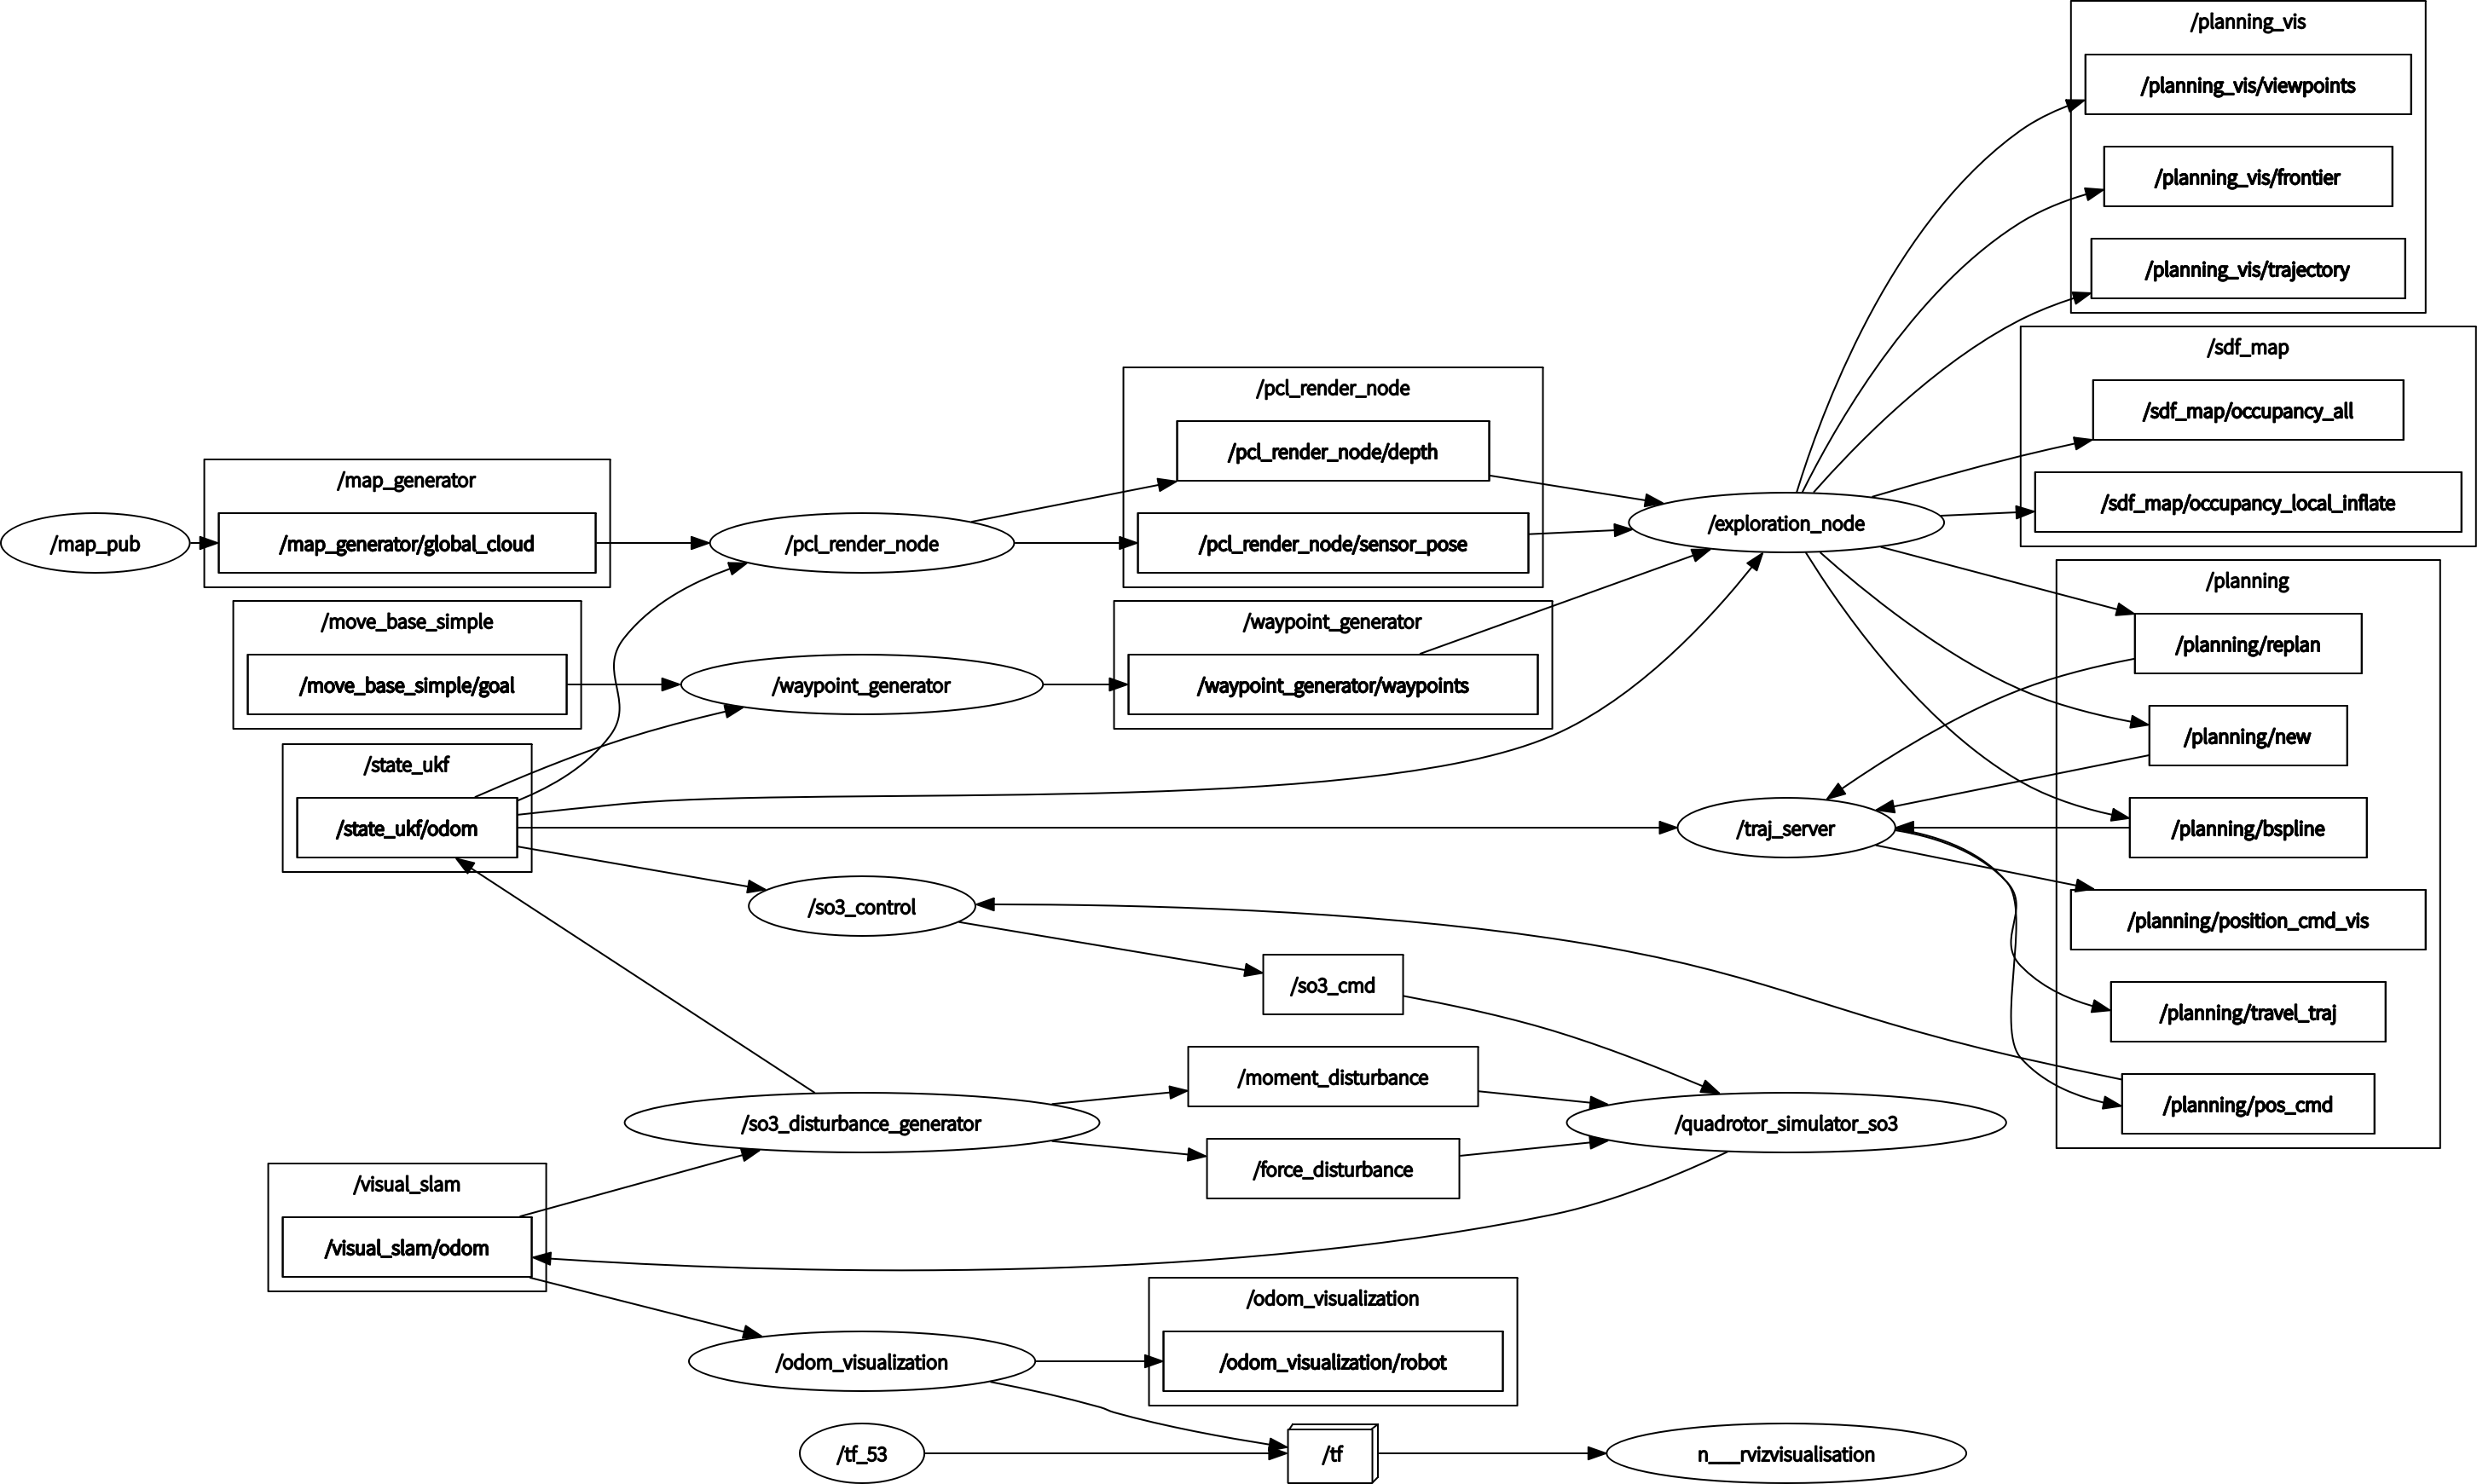 /planning_vis
/planning_vis/viewpoints
/planning_vis/frontier
/planning_vis/trajectory
/sdf_map
/sdf_map/occupancy_all
/sdf_map/occupancy_local_inflate
/pcl_render_node
/pcl_render_node/depth
/pcl_render_node/sensor_pose
/map_generator
/map_generator/global_cloud
/map_pub
/pcl_render_node
/exploration_node
/move_base_simple
/move_base_simple/goal
/waypoint_generator
/waypoint_generator
/waypoint_generator/waypoints
/planning
/planning/replan
/planning/new
/planning/bspline
/planning/position_cmd_vis
/planning/travel_traj
/planning/pos_cmd
/state_ukf
/state_ukf/odom
/traj_server
/so3_control
/so3_cmd
/moment_disturbance
/so3_disturbance_generator
/quadrotor_simulator_so3
/force_disturbance
/visual_slam
/visual_slam/odom
/odom_visualization
/odom_visualization
/odom_visualization/robot
/tf_53
/tf
n___rvizvisualisation